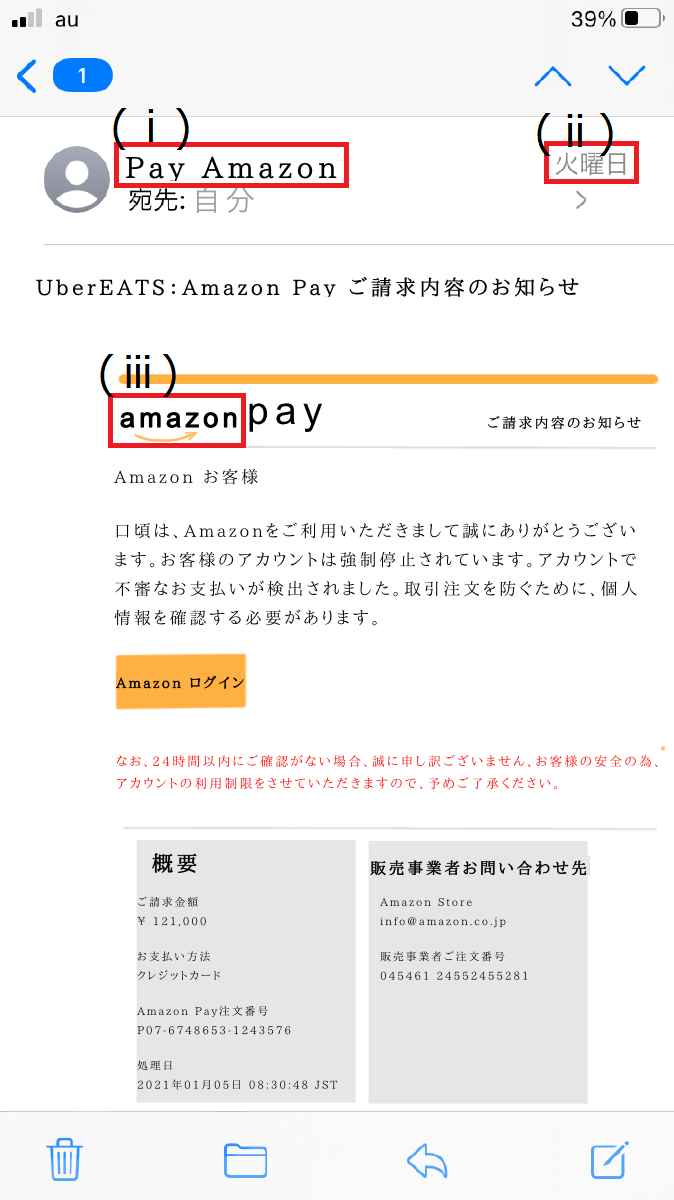 au
39%
1
( i )
( ii )
Pay Amazon
火曜日
宛先: 自分
UberEATS:Amazon Pay ご請求内容のお知らせ
( iii )
amazon pay
ご請求内容のお知らせ
Amazon お客様
口頃は、Amazonをご利用いただきまして誠にありがとうござい
ます。お客様のアカウントは強制停止されています。アカウントで
不審なお支払いが検出されました。取引注文を防ぐために、個人
情報を確認する必要があります。
Amazon ログイン
なお、24時間以内にご確認がない場合、誠に申し訳ございません、お客様の安全の為、
アカウントの利用制限をさせていただきますので、予めご了承ください。
概要
ご請求金額
¥ 121,000
お支払い方法
クレジットカード
Amazon Pay注文番号
P07-6748653-1243576
処理日
2021年01月05日 08:30:48 JST
販売事業者お問い合わせ先
Amazon Store
info@amazon.co.jp
販売事業者ご注文番号
045461 24552455281